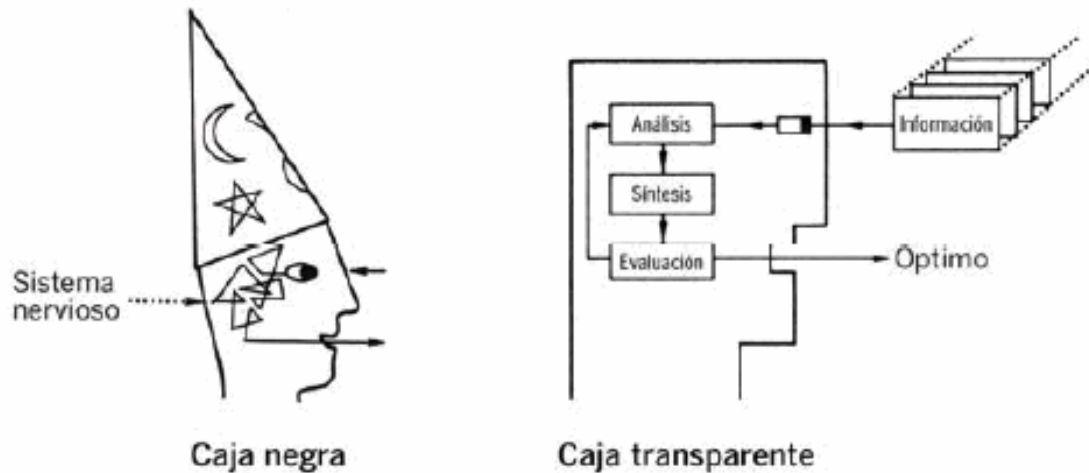 Sistema
nervioso
Caja negra
Análisis
Información
Síntesis
Evaluación
Óptimo
Caja transparente